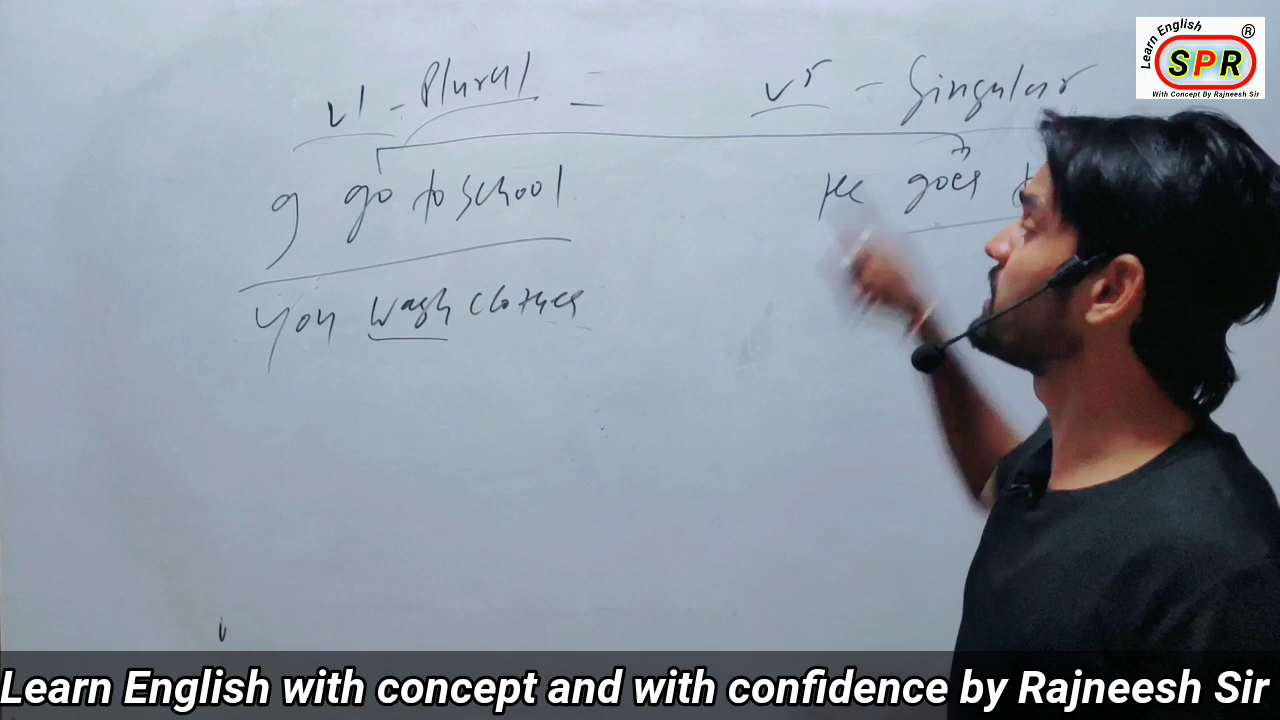 v1 - Plural = v5 - Singular
I go to school
He goes t
you wash clothes
Learn English
®
SPR
With Concept By Rajneesh Sir
Learn English with concept and with confidence by Rajneesh Sir